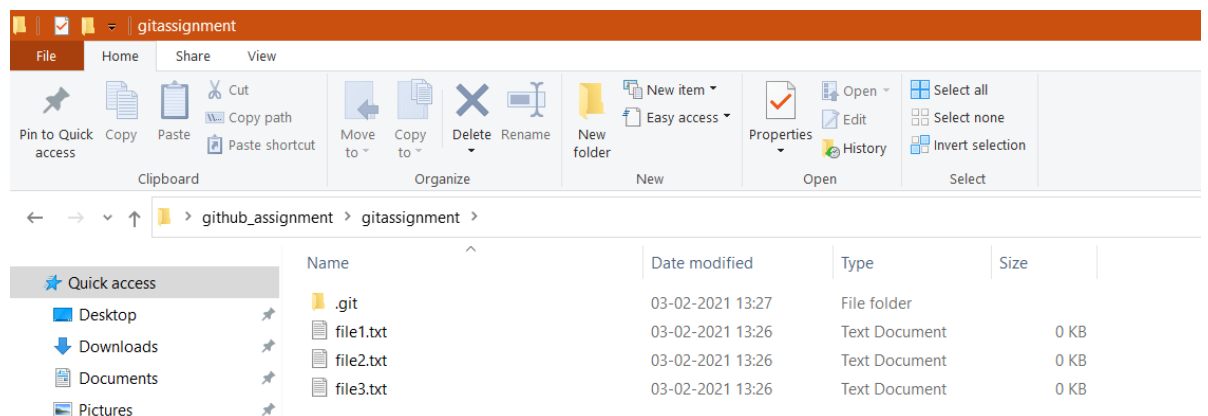 gitassignment
File Home Share View
Pin to Quick access
Copy
Paste
Cut
Copy path
Paste shortcut
Clipboard
Move to
Copy to
Delete
Rename
Organize
New folder
New item
Easy access
New
Properties
Open
Edit
History
Open
Select all
Select none
Invert selection
Select
github_assignment > gitassignment >
Name Date modified Type Size
Quick access
Desktop
Downloads
Documents
Pictures
.git 03-02-2021 13:27 File folder
file1.txt 03-02-2021 13:26 Text Document 0 KB
file2.txt 03-02-2021 13:26 Text Document 0 KB
file3.txt 03-02-2021 13:26 Text Document 0 KB